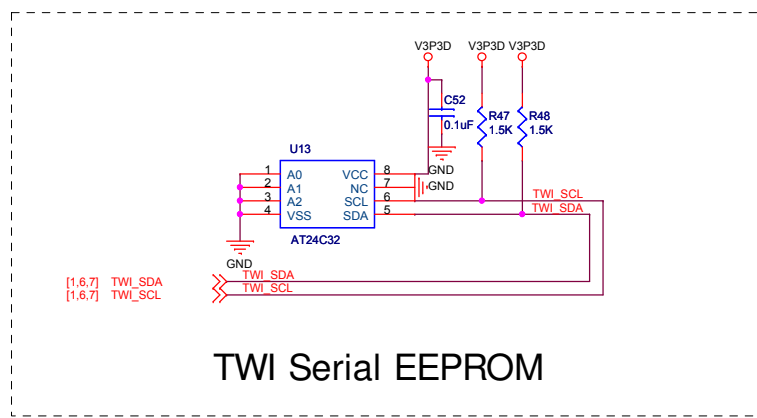 V3P3D V3P3D V3P3D
C52
0.1uF
R47
1.5K
R48
1.5K
U13
1 A0 VCC 8 GND
2 A1 NC 7 GND
3 A2 SCL 6 TWI_SCL
4 VSS SDA 5 TWI_SDA
AT24C32
GND
[1,6,7] TWI_SDA TWI_SDA
[1,6,7] TWI_SCL TWI_SCL
TWI Serial EEPROM